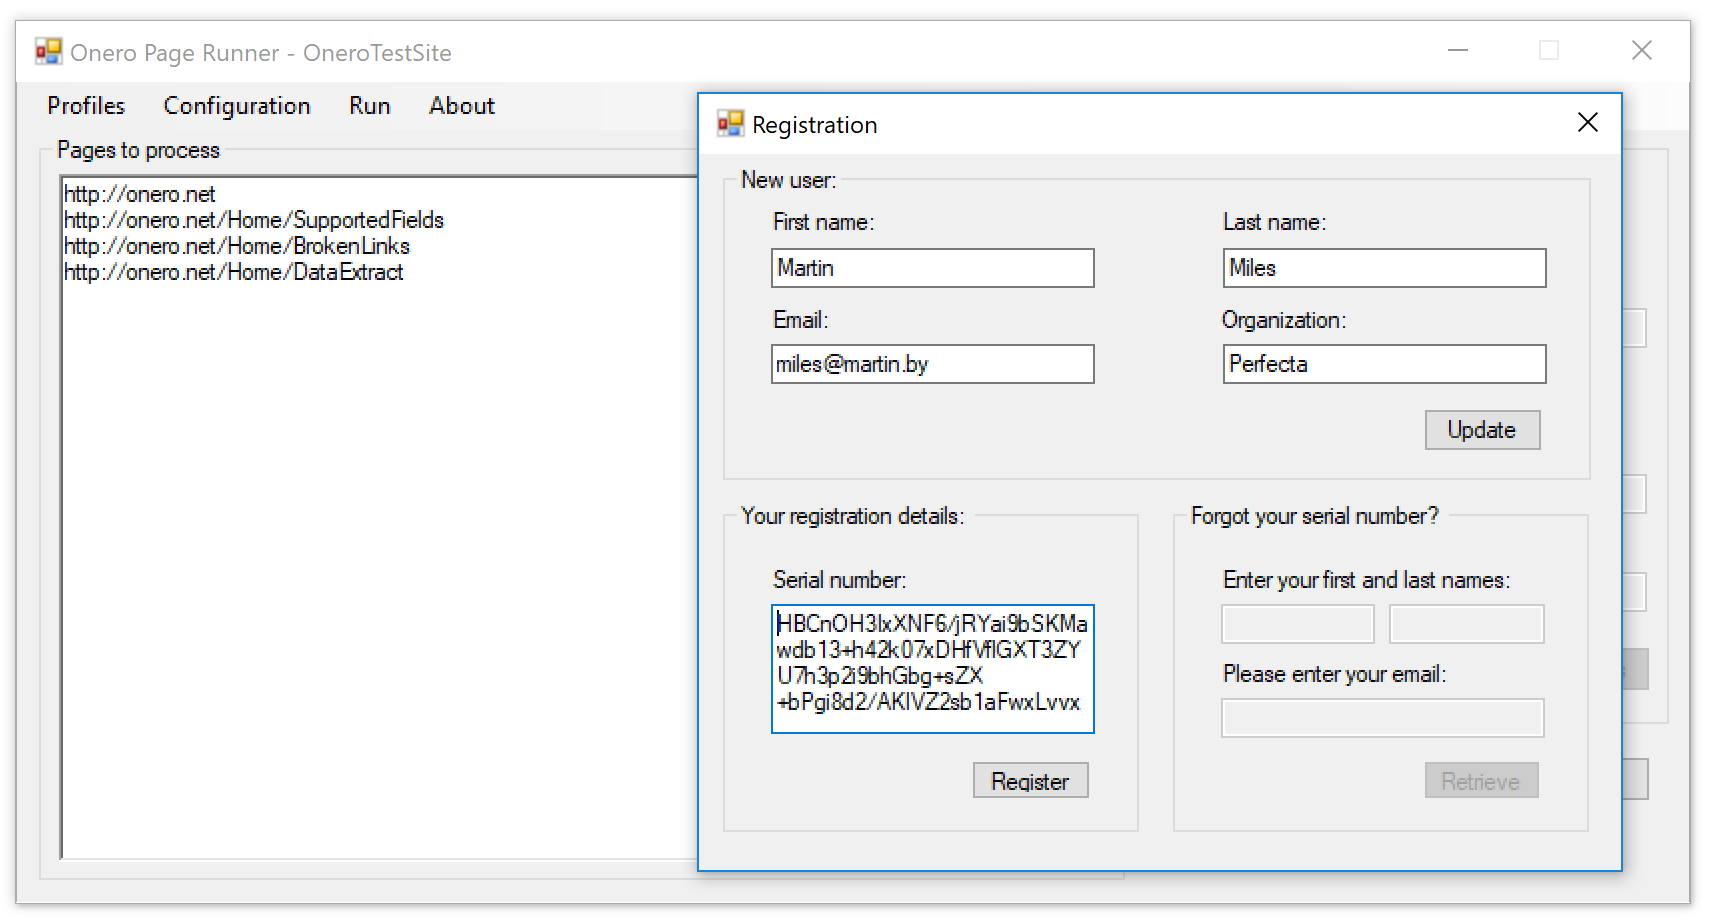 Onero Page Runner - OneroTestSite
Profiles Configuration Run About
Pages to process
http://onero.net
http://onero.net/Home/SupportedFields
http://onero.net/Home/BrokenLinks
http://onero.net/Home/DataExtract
Registration
New user:
First name:
Last name:
Martin
Miles
Email:
Organization:
miles@martin.by
Perfecta
Update
Your registration details:
Serial number:
HBCnOH3lxXNF6/jRYai9bSKMa
wdb13+h42k07xDHfVflGXT3ZY
U7h3p2i9bhGbg+sZX
+bPgi8d2/AKlVZ2sb1aFwxLvvx
Register
Forgot your serial number?
Enter your first and last names:
Please enter your email:
Retrieve